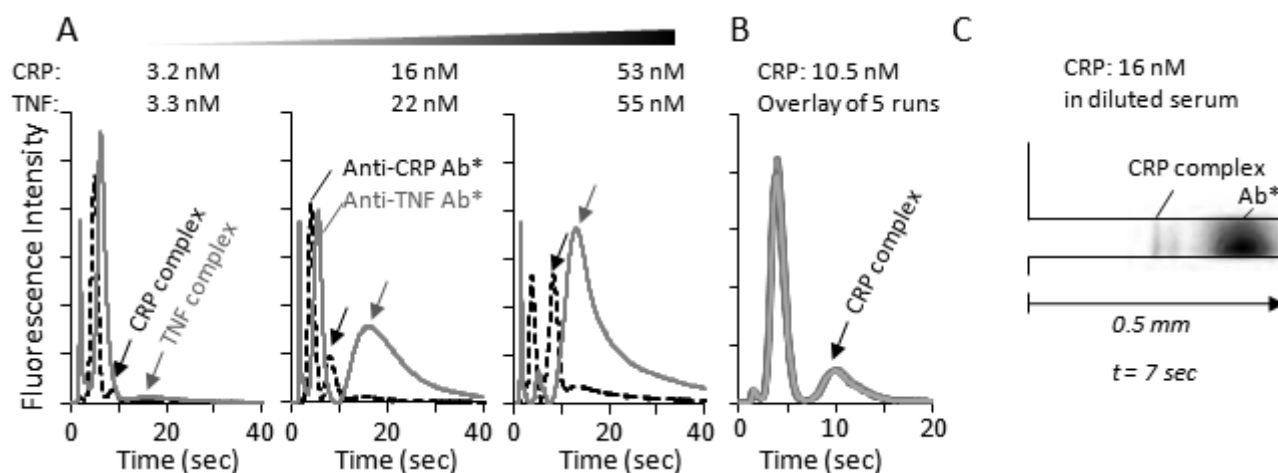 A
CRP: 3.2 nM 16 nM 53 nM
TNF: 3.3 nM 22 nM 55 nM
Fluorescence Intensity
CRP complex
TNF complex
Anti-CRP Ab*
Anti-TNF Ab*
0 20 40
Time (sec)
0 20 40
Time (sec)
0 20 40
Time (sec)
B
CRP: 10.5 nM
Overlay of 5 runs
CRP complex
0 10 20
Time (sec)
C
CRP: 16 nM
in diluted serum
CRP complex
Ab*
0.5 mm
t = 7 sec